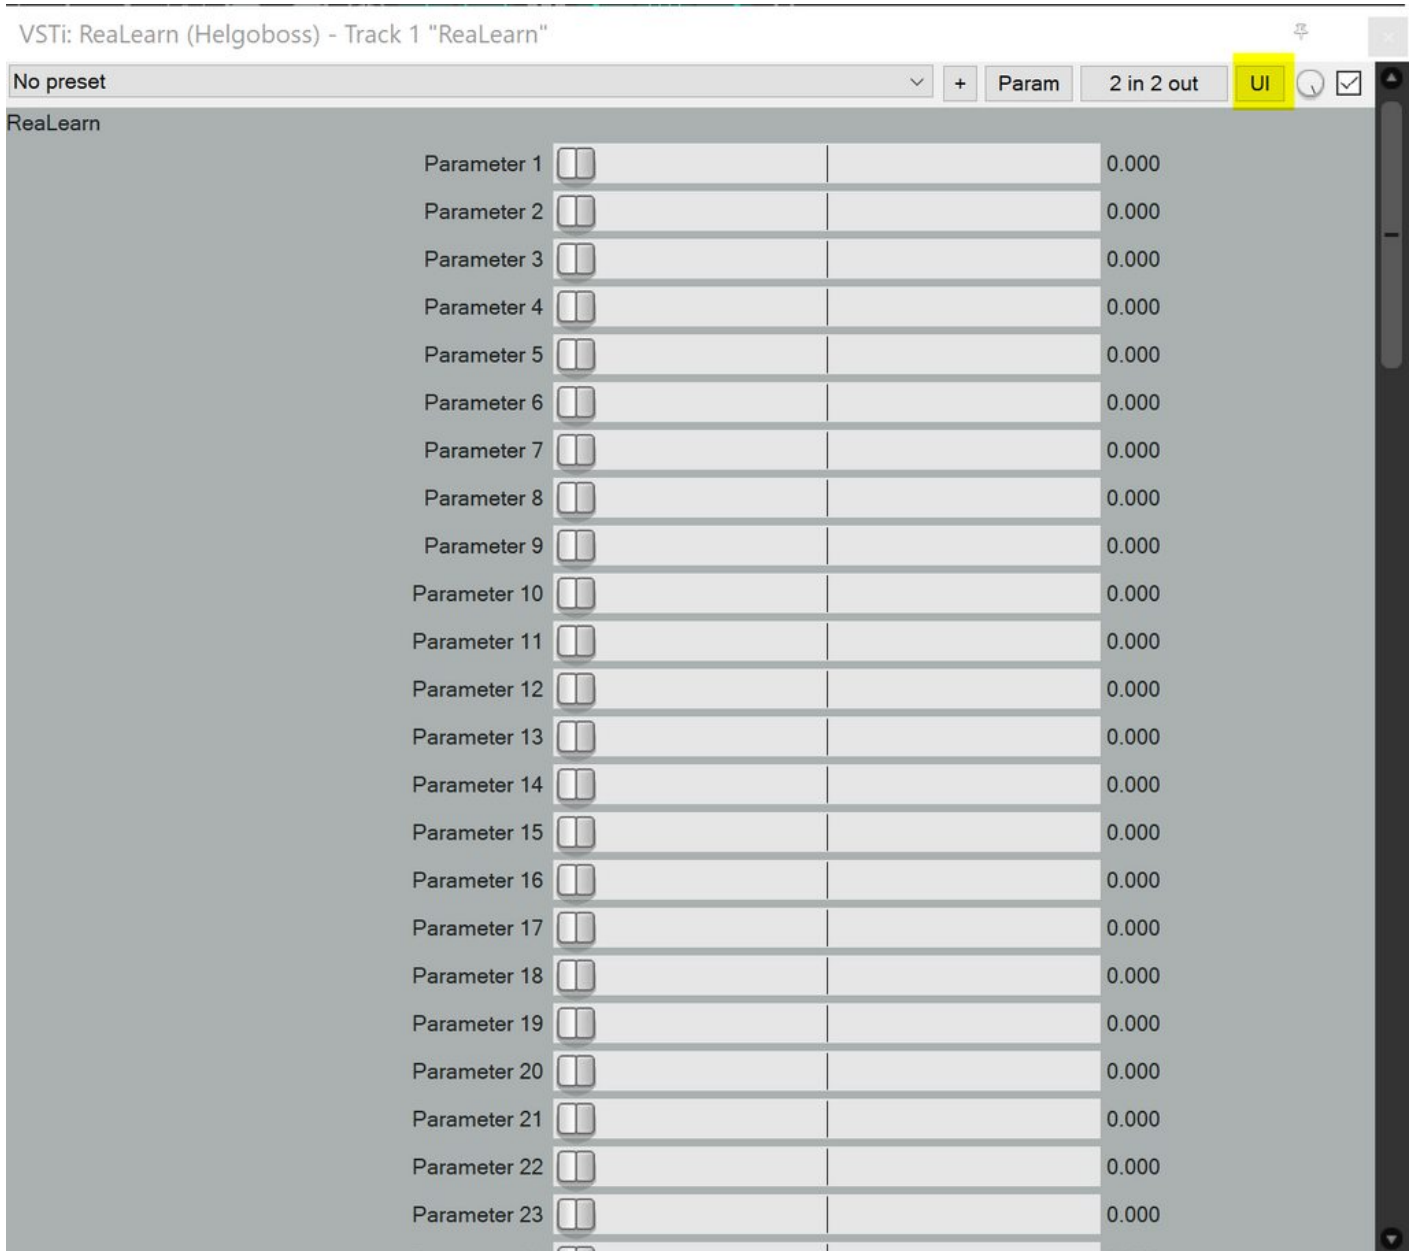 VSTi: ReaLearn (Helgoboss) - Track 1 "ReaLearn"
No preset + Param 2 in 2 out UI
ReaLearn
Parameter 1 0.000
Parameter 2 0.000
Parameter 3 0.000
Parameter 4 0.000
Parameter 5 0.000
Parameter 6 0.000
Parameter 7 0.000
Parameter 8 0.000
Parameter 9 0.000
Parameter 10 0.000
Parameter 11 0.000
Parameter 12 0.000
Parameter 13 0.000
Parameter 14 0.000
Parameter 15 0.000
Parameter 16 0.000
Parameter 17 0.000
Parameter 18 0.000
Parameter 19 0.000
Parameter 20 0.000
Parameter 21 0.000
Parameter 22 0.000
Parameter 23 0.000